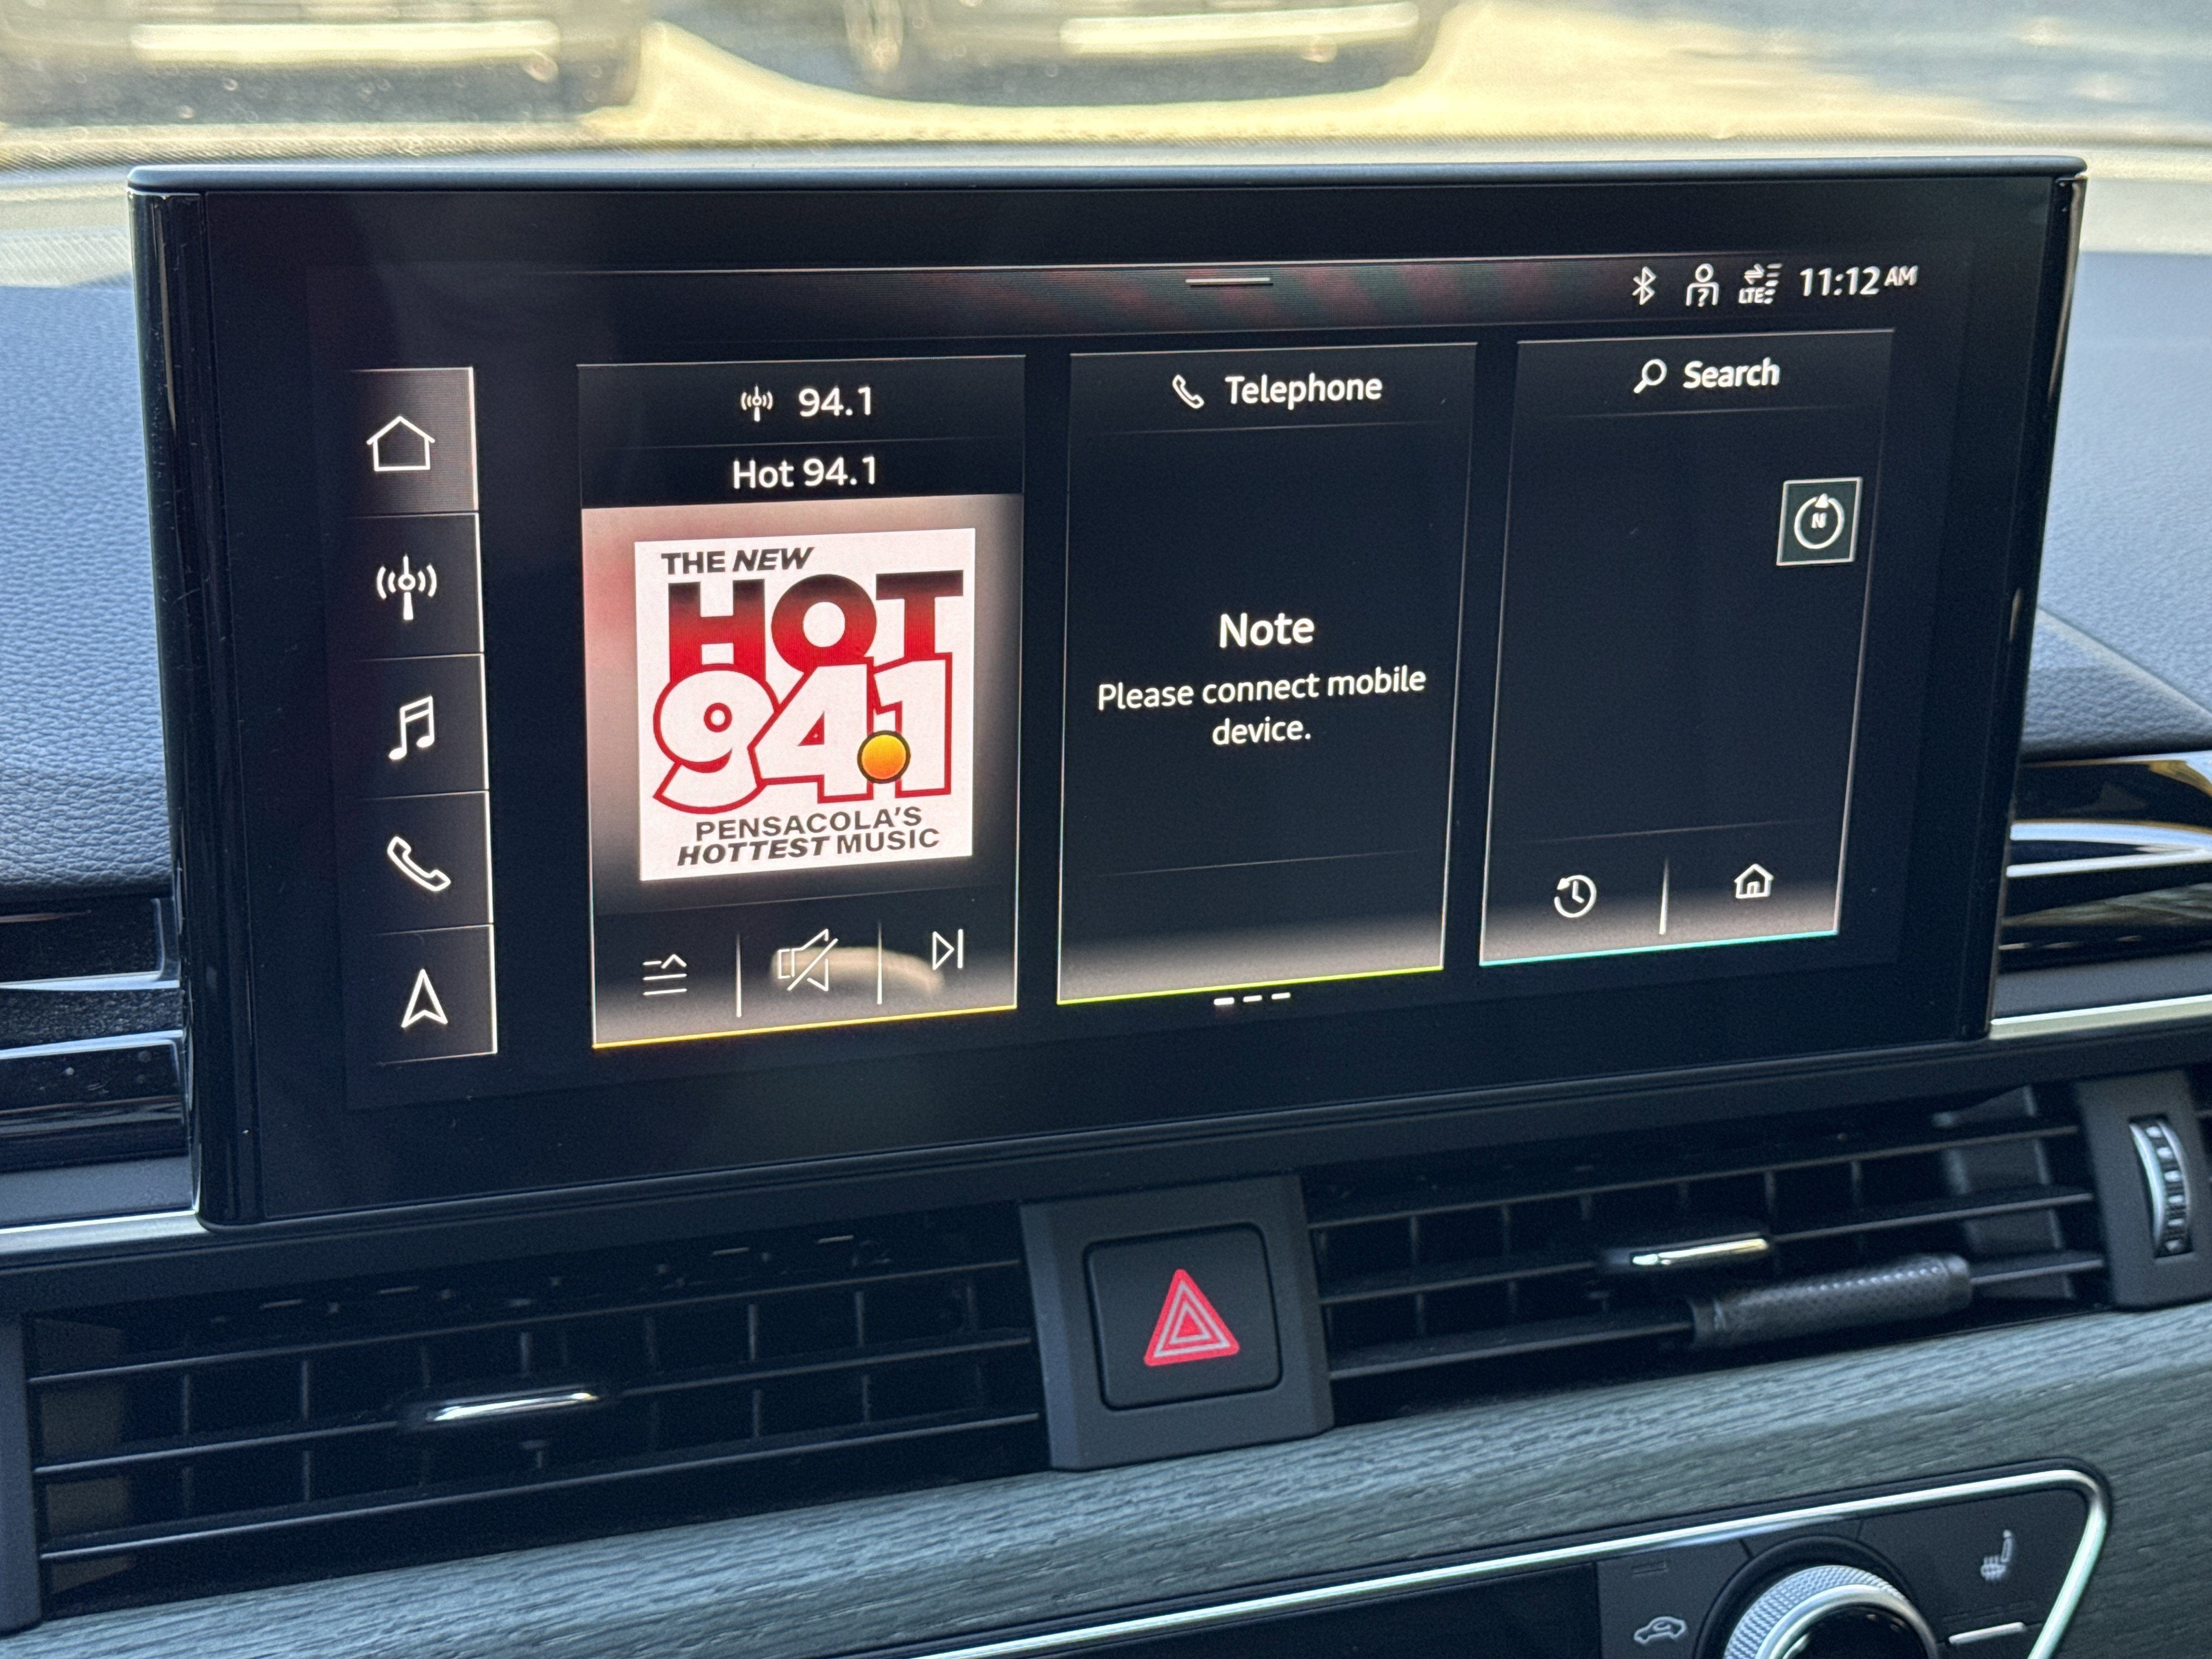 LTE 11:12 AM
94.1
Hot 94.1
THE NEW
HOT
94.1
PENSACOLA'S
HOTTEST MUSIC
Telephone
Note
Please connect mobile
device.
Search
N